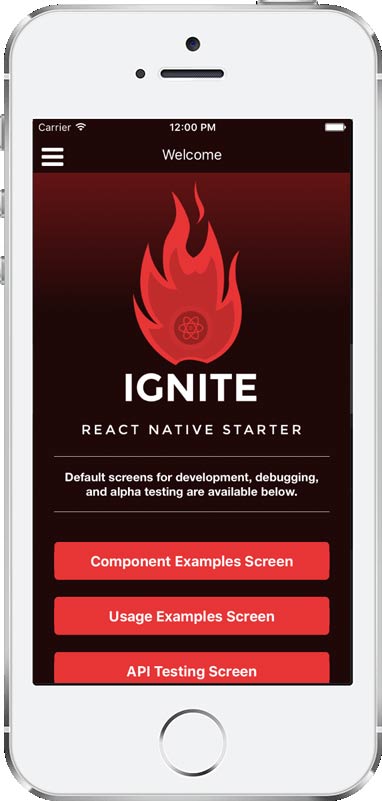 Carrier
12:00 PM
Welcome
IGNITE
REACT NATIVE STARTER
Default screens for development, debugging,
and alpha testing are available below.
Component Examples Screen
Usage Examples Screen
API Testing Screen